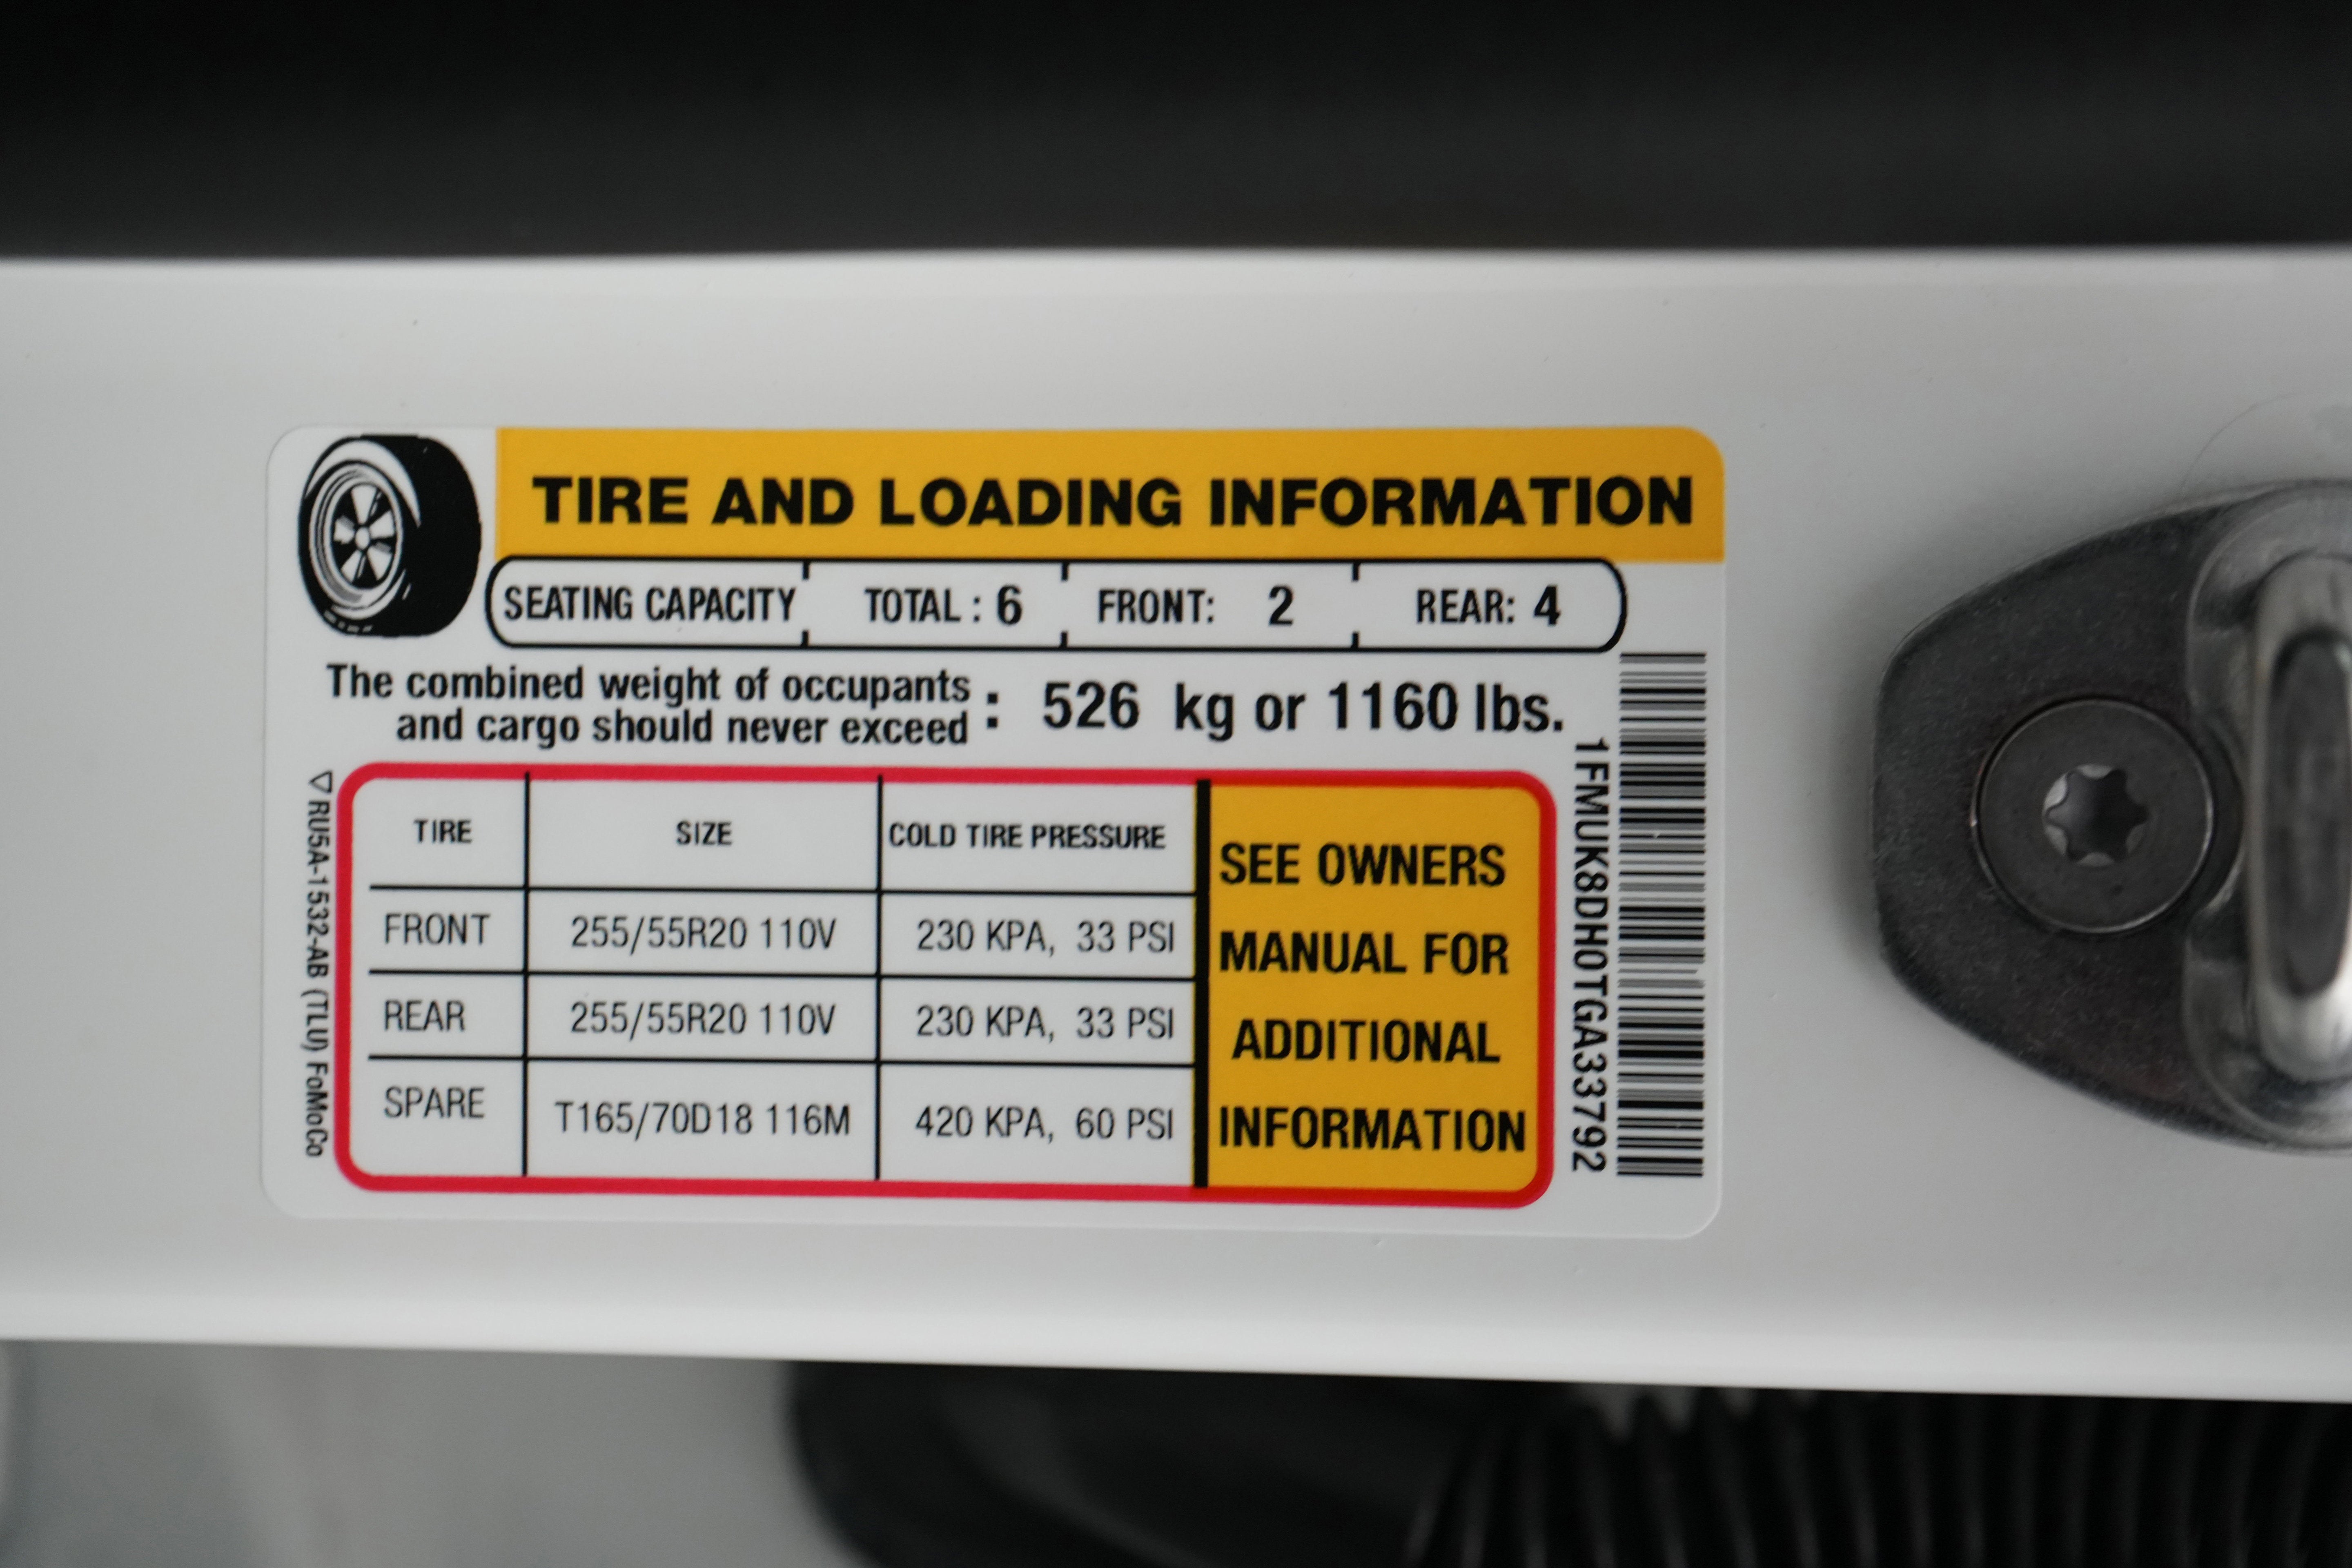 TIRE AND LOADING INFORMATION
SEATING CAPACITY TOTAL : 6 FRONT: 2 REAR: 4
The combined weight of occupants
and cargo should never exceed : 526 kg or 1160 lbs.
TIRE SIZE COLD TIRE PRESSURE
FRONT 255/55R20 110V 230 KPA, 33 PSI
REAR 255/55R20 110V 230 KPA, 33 PSI
SPARE T165/70D18 116M 420 KPA, 60 PSI
SEE OWNERS
MANUAL FOR
ADDITIONAL
INFORMATION
RU5A-1532-AB (TLU) FoMoCo
1FMUK8DH0TGA33792